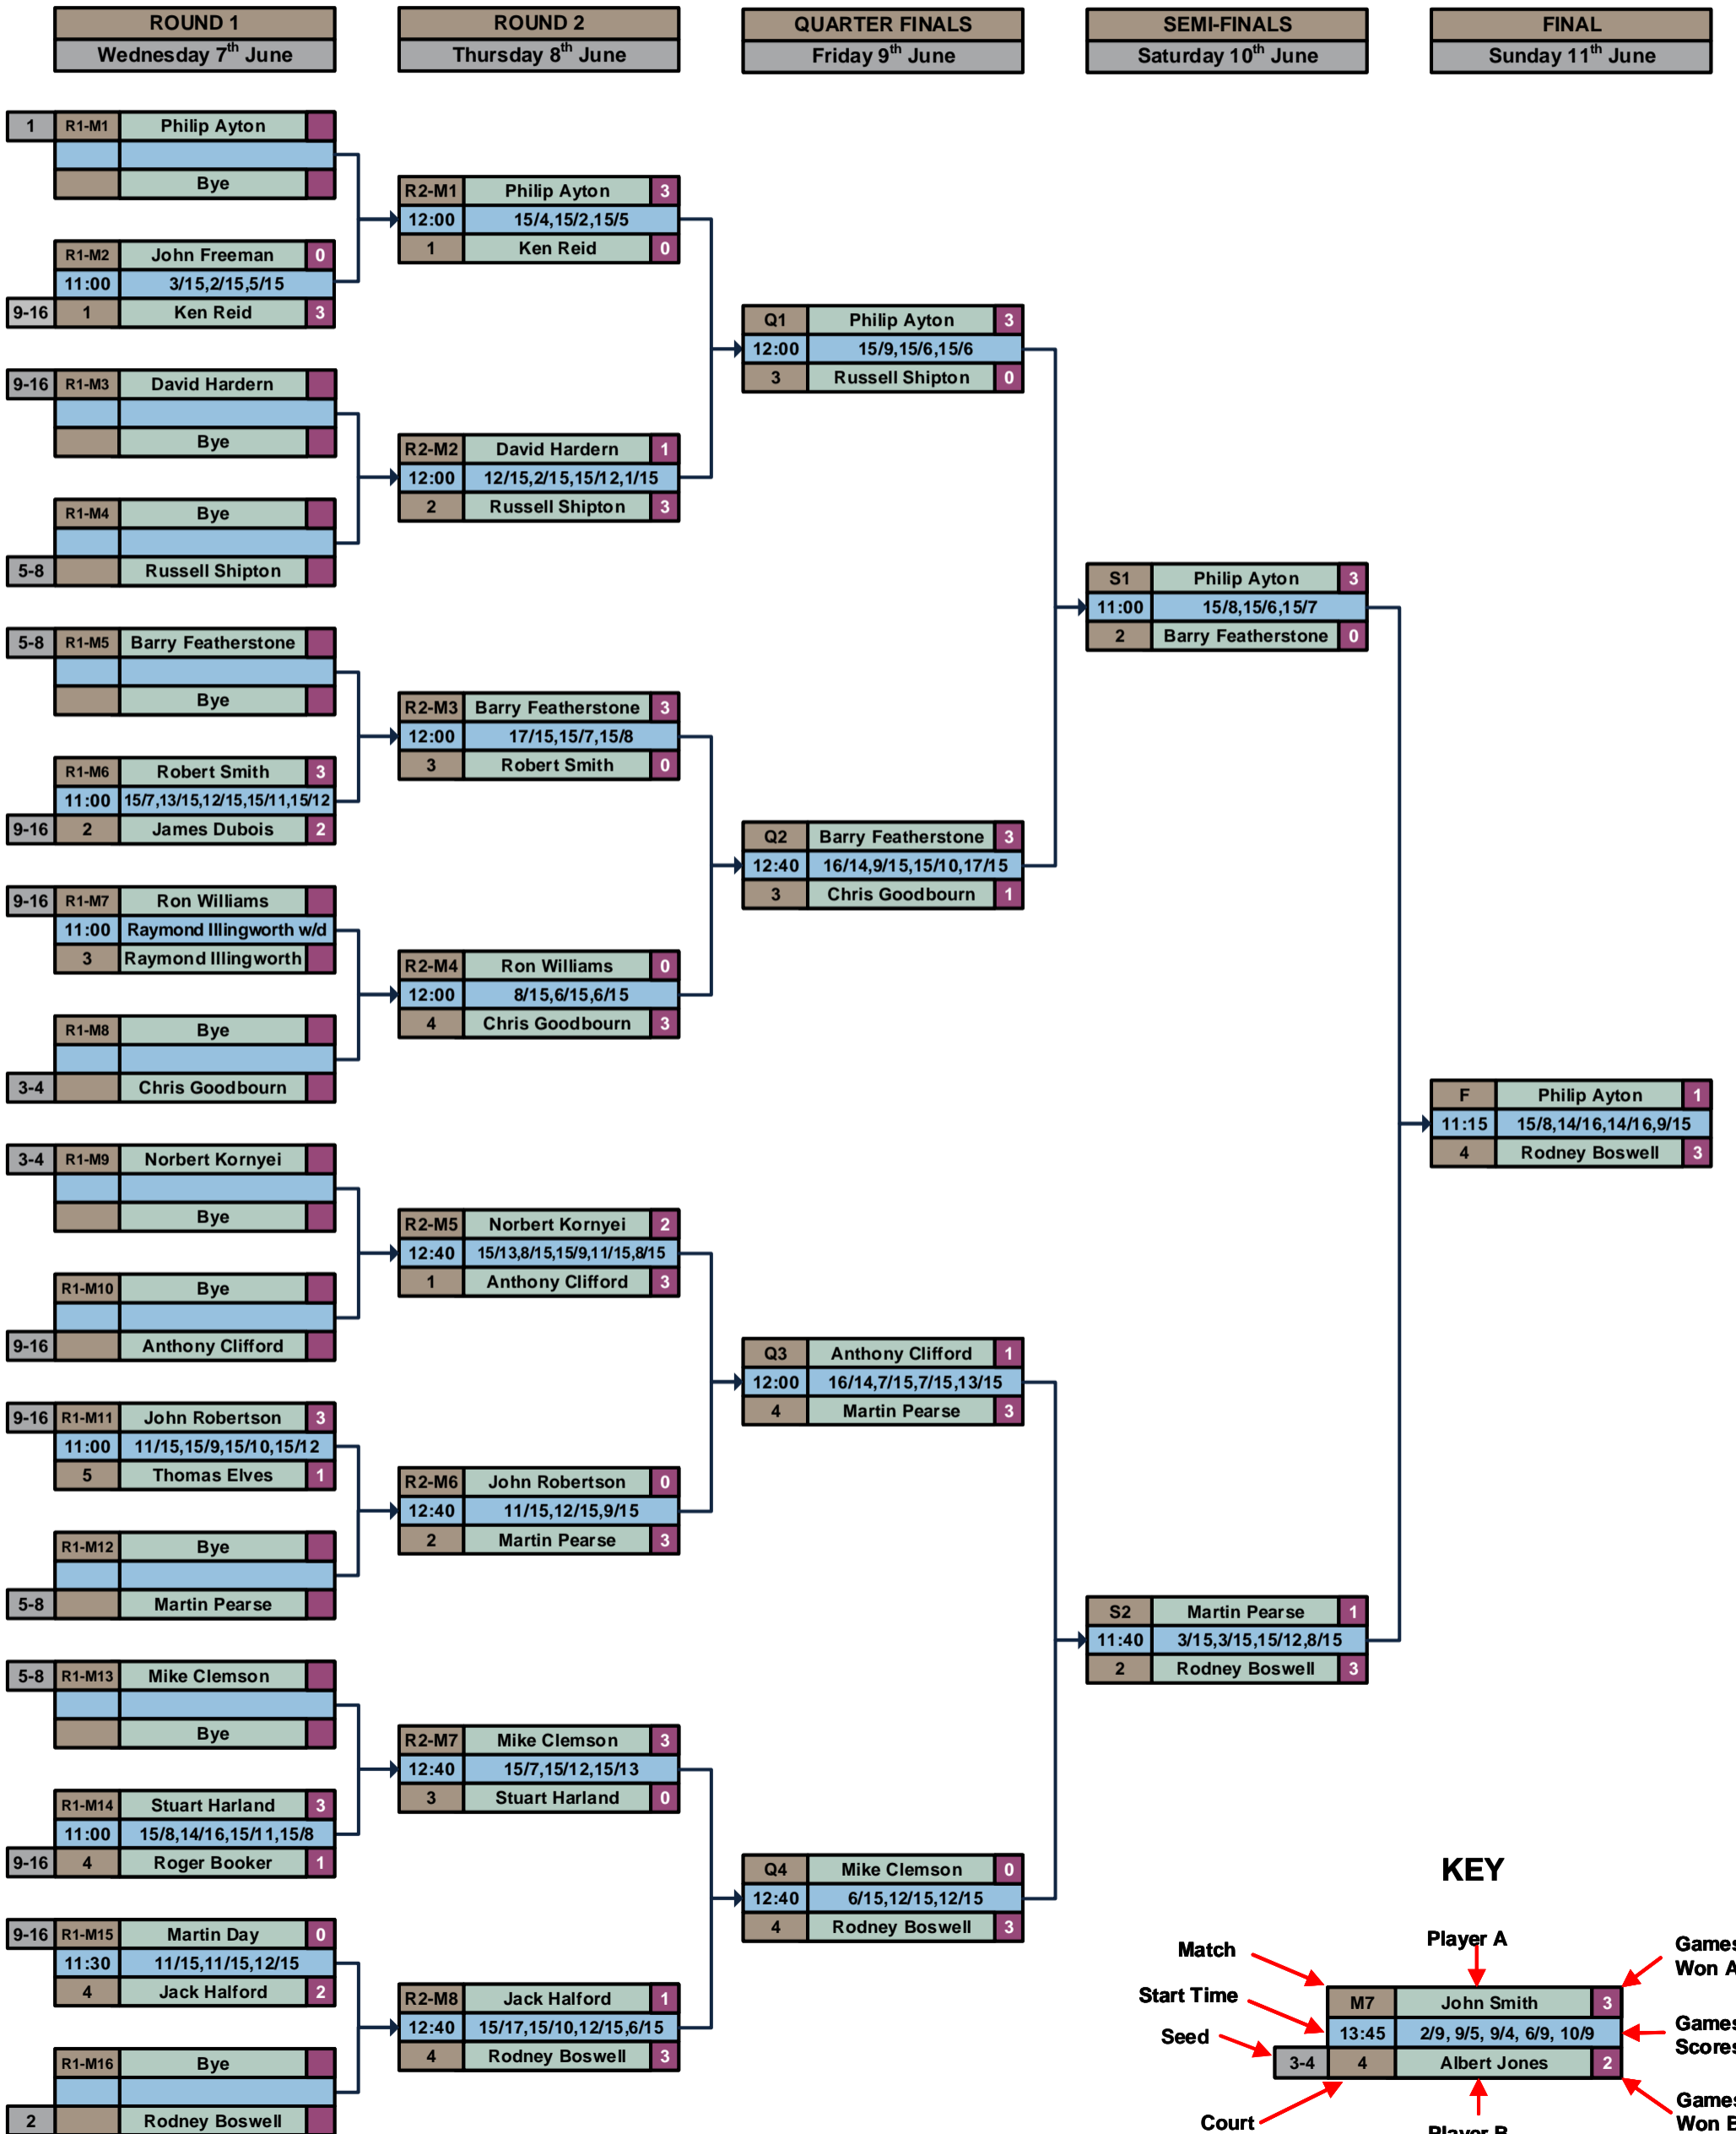 ROUND 1
Wednesday 7th June
ROUND 2
Thursday 8th June
QUARTER FINALS
Friday 9th June
SEMI-FINALS
Saturday 10th June
FINAL
Sunday 11th June
1 R1-M1 Philip Ayton
Bye
R1-M2 John Freeman 0
11:00 3/15,2/15,5/15
9-16 1 Ken Reid 3
9-16 R1-M3 David Hardern
Bye
R1-M4 Bye
5-8 Russell Shipton
5-8 R1-M5 Barry Featherstone
Bye
R1-M6 Robert Smith 3
11:00 15/7,13/15,12/15,15/11,15/12
9-16 2 James Dubois 2
9-16 R1-M7 Ron Williams
11:00 Raymond Illingworth w/d
3 Raymond Illingworth
R1-M8 Bye
3-4 Chris Goodbourn
3-4 R1-M9 Norbert Kornyei
Bye
R1-M10 Bye
9-16 Anthony Clifford
9-16 R1-M11 John Robertson 3
11:00 11/15,15/9,15/10,15/12
5 Thomas Elves 1
R1-M12 Bye
5-8 Martin Pearse
5-8 R1-M13 Mike Clemson
Bye
R1-M14 Stuart Harland 3
11:00 15/8,14/16,15/11,15/8
9-16 4 Roger Booker 1
9-16 R1-M15 Martin Day 0
11:30 11/15,11/15,12/15
4 Jack Halford 2
R1-M16 Bye
2 Rodney Boswell
R2-M1 Philip Ayton 3
12:00 15/4,15/2,15/5
1 Ken Reid 0
R2-M2 David Hardern 1
12:00 12/15,2/15,15/12,1/15
2 Russell Shipton 3
R2-M3 Barry Featherstone 3
12:00 17/15,15/7,15/8
3 Robert Smith 0
R2-M4 Ron Williams 0
12:00 8/15,6/15,6/15
4 Chris Goodbourn 3
R2-M5 Norbert Kornyei 2
12:40 15/13,8/15,15/9,11/15,8/15
1 Anthony Clifford 3
R2-M6 John Robertson 0
12:40 11/15,12/15,9/15
2 Martin Pearse 3
R2-M7 Mike Clemson 3
12:40 15/7,15/12,15/13
3 Stuart Harland 0
R2-M8 Jack Halford 1
12:40 15/17,15/10,12/15,6/15
4 Rodney Boswell 3
Q1 Philip Ayton 3
12:00 15/9,15/6,15/6
3 Russell Shipton 0
Q2 Barry Featherstone 3
12:40 16/14,9/15,15/10,17/15
3 Chris Goodbourn 1
Q3 Anthony Clifford 1
12:00 16/14,7/15,7/15,13/15
4 Martin Pearse 3
Q4 Mike Clemson 0
12:40 6/15,12/15,12/15
4 Rodney Boswell 3
S1 Philip Ayton 3
11:00 15/8,15/6,15/7
2 Barry Featherstone 0
S2 Martin Pearse 1
11:40 3/15,3/15,15/12,8/15
2 Rodney Boswell 3
F Philip Ayton 1
11:15 15/8,14/16,14/16,9/15
4 Rodney Boswell 3
KEY
Match
Player A
Games
Won A
Start Time
M7 John Smith 3
13:45 2/9, 9/5, 9/4, 6/9, 10/9
Games
Scores
Seed
3-4 4 Albert Jones 2
Court
Player B
Games
Won B